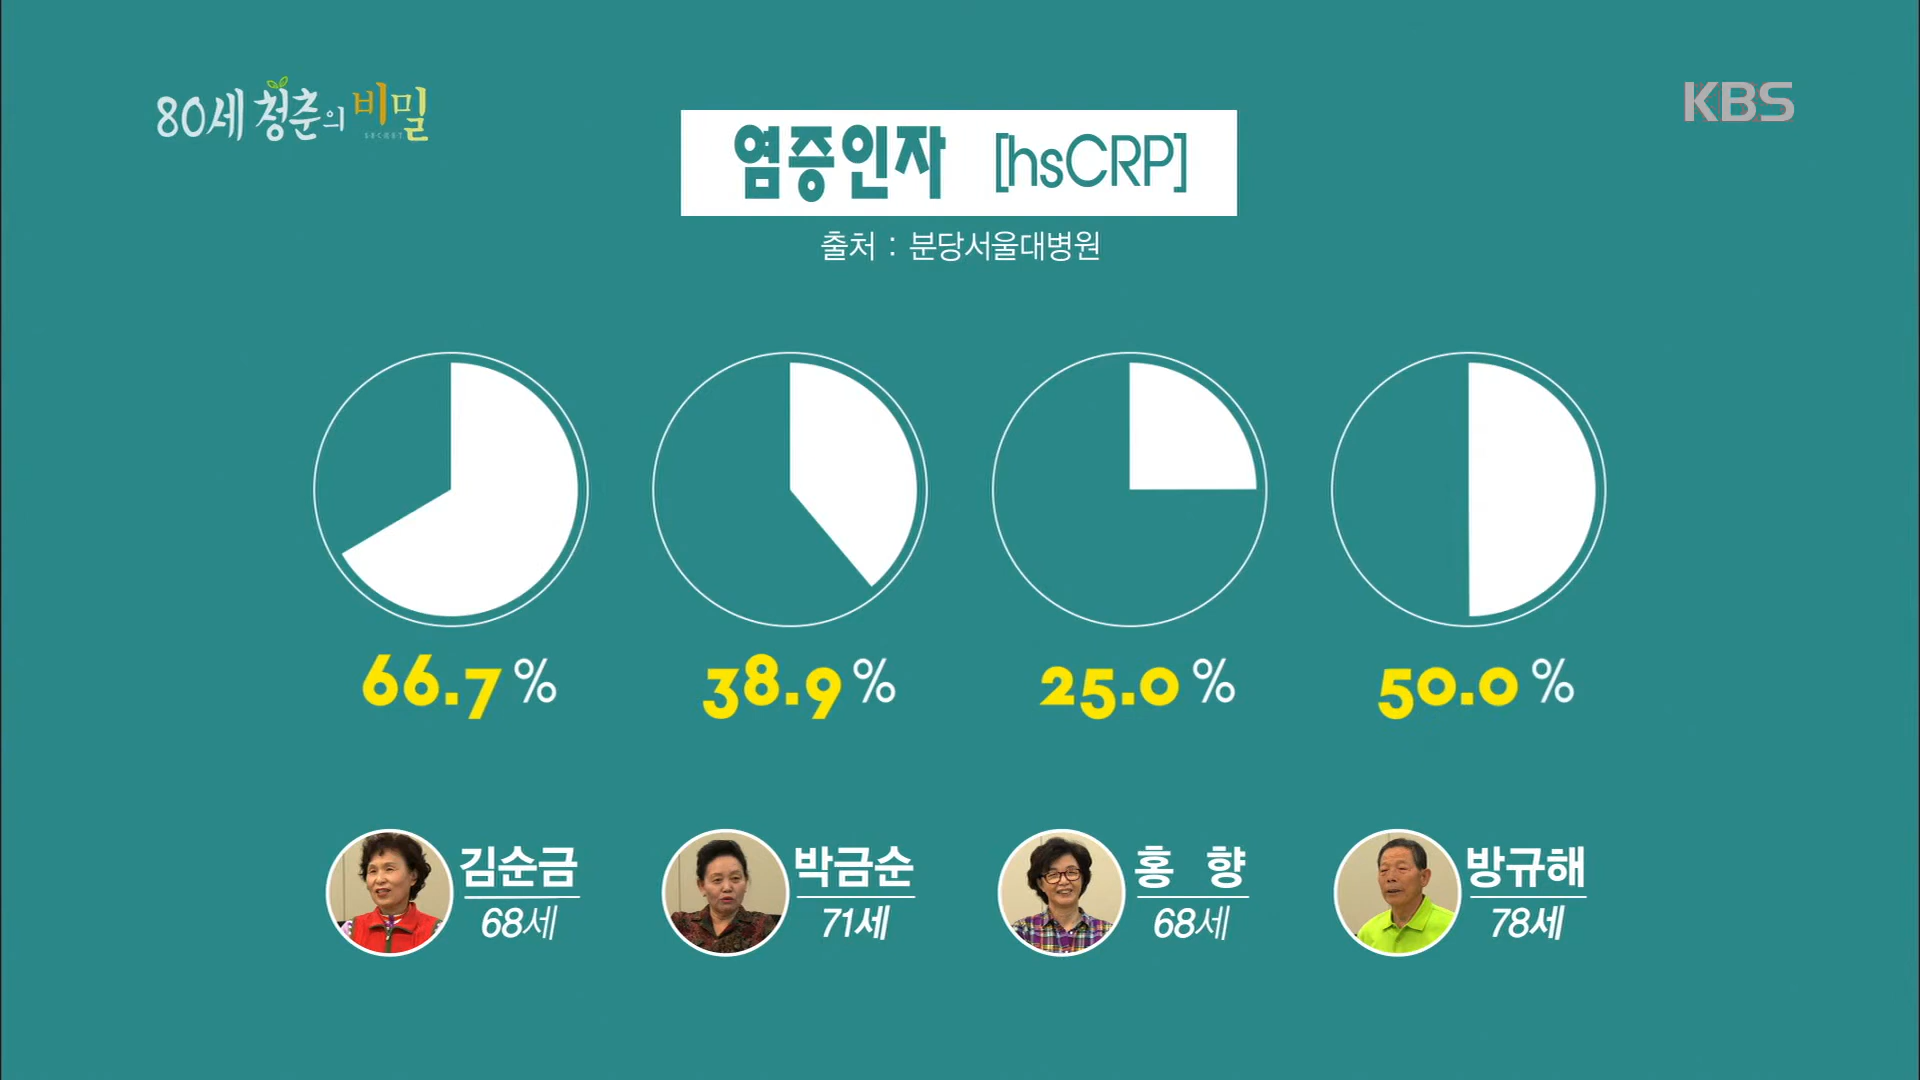 80세 청춘의 비밀
KBS
염증인자 [hsCRP]
출처 : 분당서울대병원
66.7 %
38.9 %
25.0 %
50.0 %
김순금
68세
박금순
71세
홍 향
68세
방규해
78세